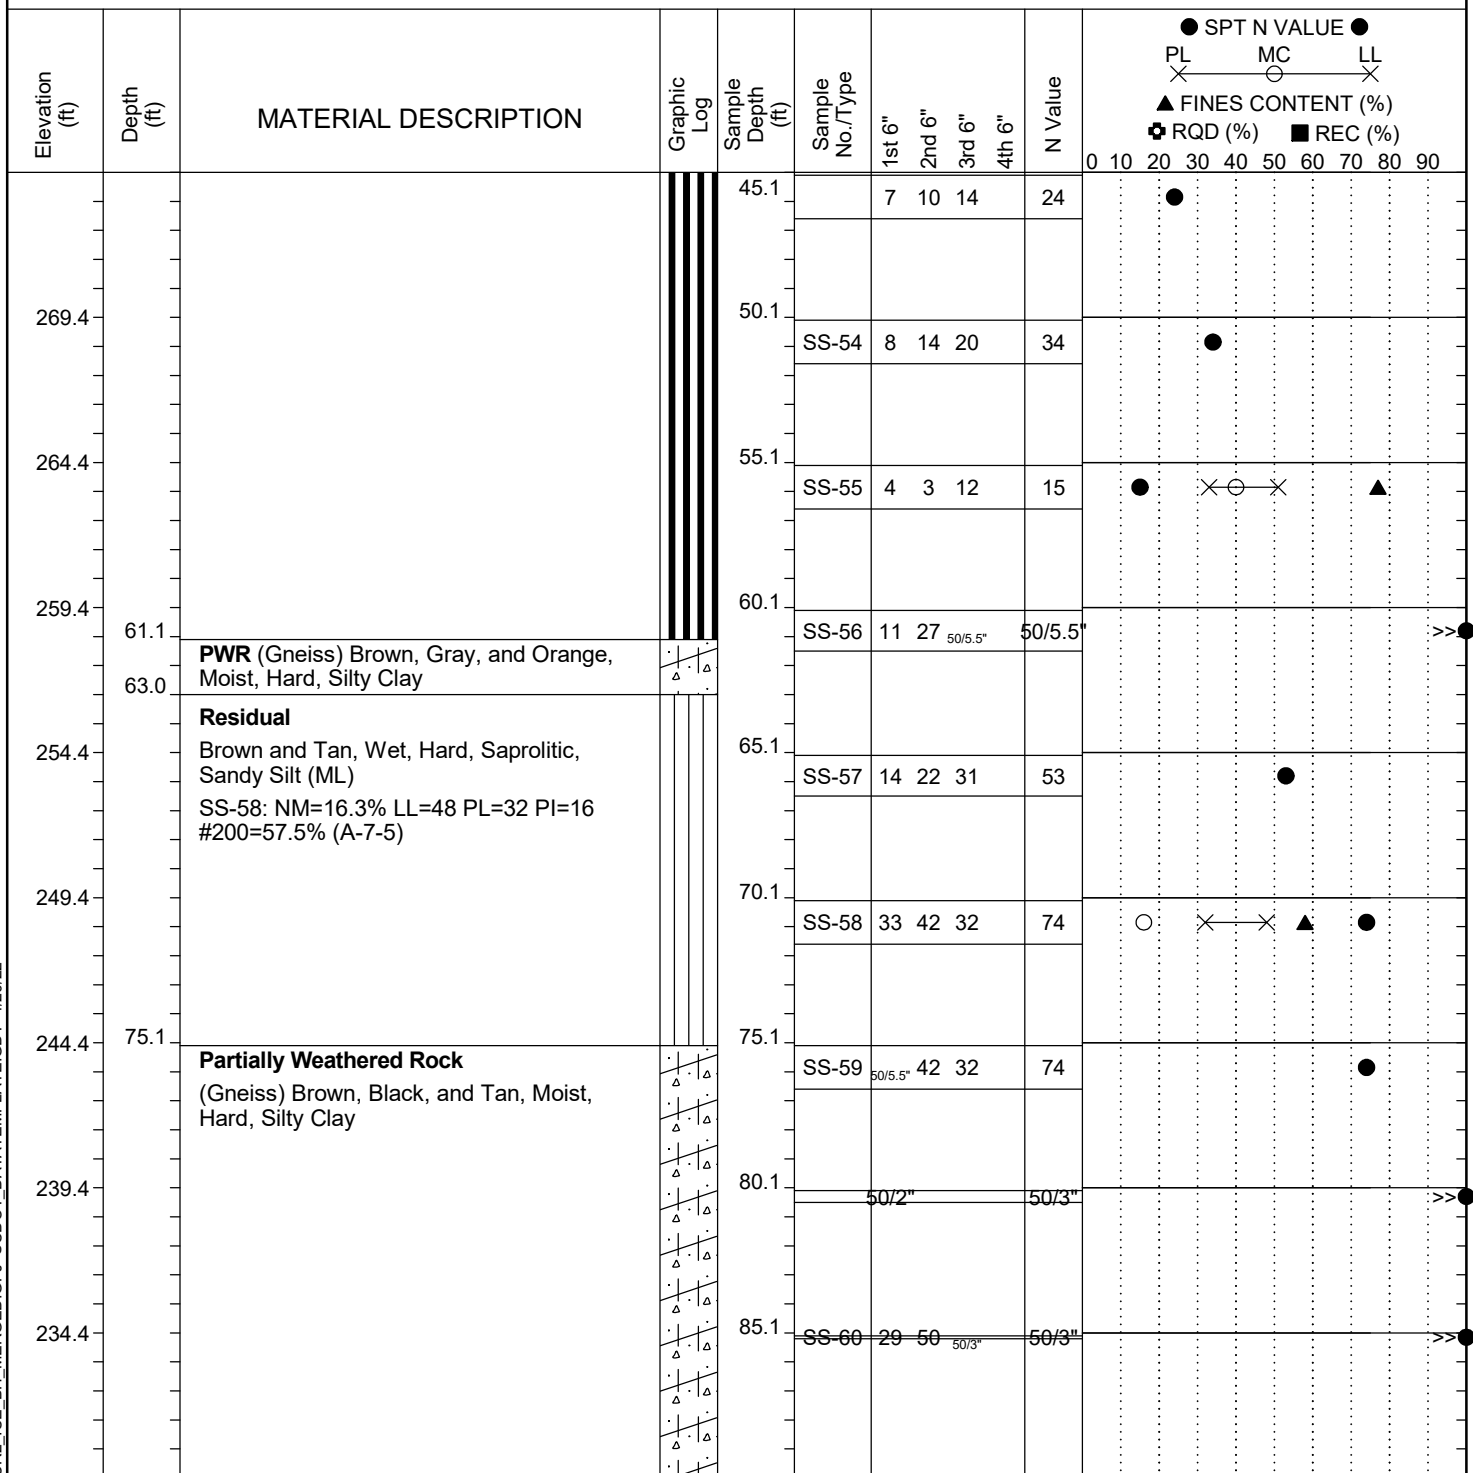 ● SPT N VALUE ●
PL MC LL
▲ FINES CONTENT (%)
RQD (%) ■ REC (%)
Elevation (ft)
Depth (ft)
MATERIAL DESCRIPTION
Graphic Log
Sample Depth (ft)
Sample No./Type
1st 6"
2nd 6"
3rd 6"
4th 6"
N Value
0 10 20 30 40 50 60 70 80 90
45.1 7 10 14 24
269.4 50.1
SS-54 8 14 20 34
264.4 55.1
SS-55 4 3 12 15
259.4 60.1
61.1 SS-56 11 27 50/5.5" 50/5.5" >>
PWR (Gneiss) Brown, Gray, and Orange,
Moist, Hard, Silty Clay
63.0
Residual
Brown and Tan, Wet, Hard, Saprolitic,
Sandy Silt (ML)
254.4 65.1
SS-57 14 22 31 53
SS-58: NM=16.3% LL=48 PL=32 PI=16
#200=57.5% (A-7-5)
249.4 70.1
SS-58 33 42 32 74
244.4 75.1 75.1
Partially Weathered Rock
SS-59 50/5.5" 42 32 74
(Gneiss) Brown, Black, and Tan, Moist,
Hard, Silty Clay
239.4 80.1
50/2" 50/3" >>
234.4 85.1
SS-60 29 50 50/3" 50/3" >>